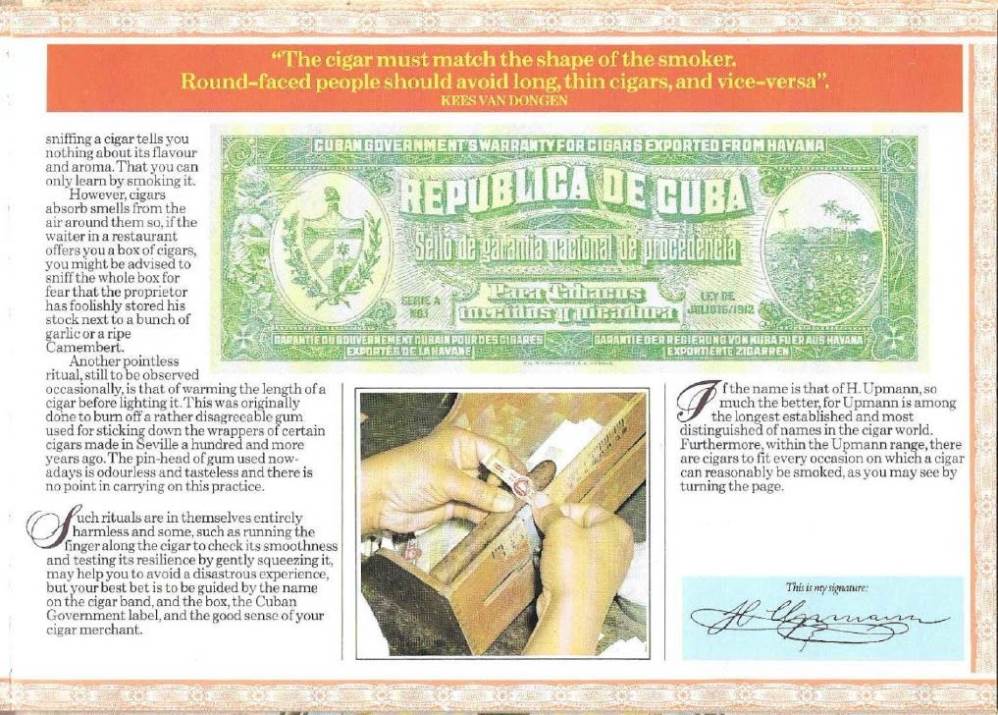 “The cigar must match the shape of the smoker.
Round-faced people should avoid long, thin cigars, and vice-versa”.
KEES VAN DONGEN
sniffing a cigar tells you
nothing about its flavour
and aroma. That you can
only learn by smoking it.
However, cigars
absorb smells from the
air around them so, if the
waiter in a restaurant
offers you a box of cigars,
you might be advised to
sniff the whole box for
fear that the proprietor
has foolishly stored his
stock next to a bunch of
garlic or a ripe
Camembert.
Another pointless
ritual, still to be observed
occasionally, is that of warming the length of a
cigar before lighting it. This was originally
done to burn off a rather disagreeable gum
used for sticking down the wrappers of certain
cigars made in Seville a hundred and more
years ago. The pin-head of gum used now-
adays is odourless and tasteless and there is
no point in carrying on this practice.
Such rituals are in themselves entirely
harmless and some, such as running the
finger along the cigar to check its smoothness
and testing its resilience by gently squeezing it,
may help you to avoid a disastrous experience,
but your best bet is to be guided by the name
on the cigar band, and the box, the Cuban
Government label, and the good sense of your
cigar merchant.
CUBAN GOVERNMENT'S WARRANTY FOR CIGARS EXPORTED FROM HAVANA
REPUBLICA DE CUBA
Sello de garantia nacional de procedencia
SERIE A
NO.1
Para Tabacos
torcidos y picadura
LEY DE
JULIO 16/1912
GARANTIE DU GOUVERNEMENT CUBAIN POUR DES CIGARES
EXPORTÉES DE LA HAVANE
GARANTIE DER REGIERUNG VON KUBA FUER AUS HAVANA
EXPORTIERTE ZIGARREN
If the name is that of H. Upmann, so
much the better, for Upmann is among
the longest established and most
distinguished of names in the cigar world.
Furthermore, within the Upmann range, there
are cigars to fit every occasion on which a cigar
can reasonably be smoked, as you may see by
turning the page.
This is my signature:
H. Upmann